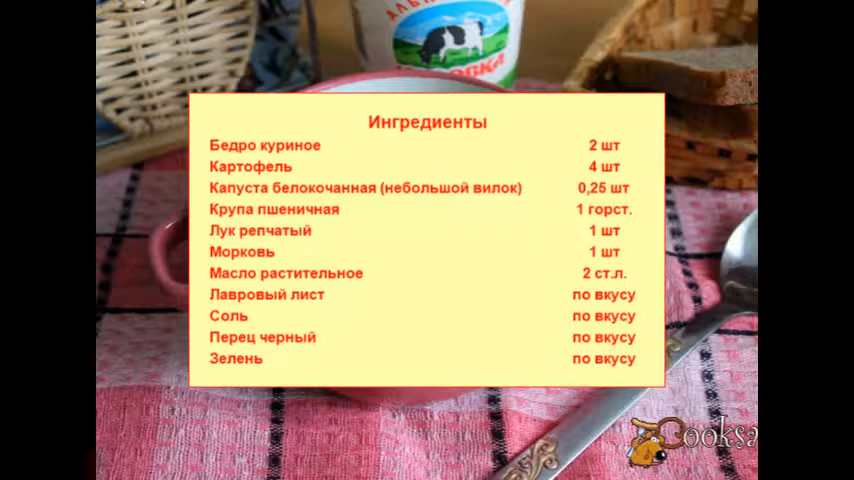 Ингредиенты
Бедро куриное 2 шт
Картофель 4 шт
Капуста белокочанная (небольшой вилок) 0,25 шт
Крупа пшеничная 1 горст.
Лук репчатый 1 шт
Морковь 1 шт
Масло растительное 2 ст.л.
Лавровый лист по вкусу
Соль по вкусу
Перец черный по вкусу
Зелень по вкусу
Cooksa